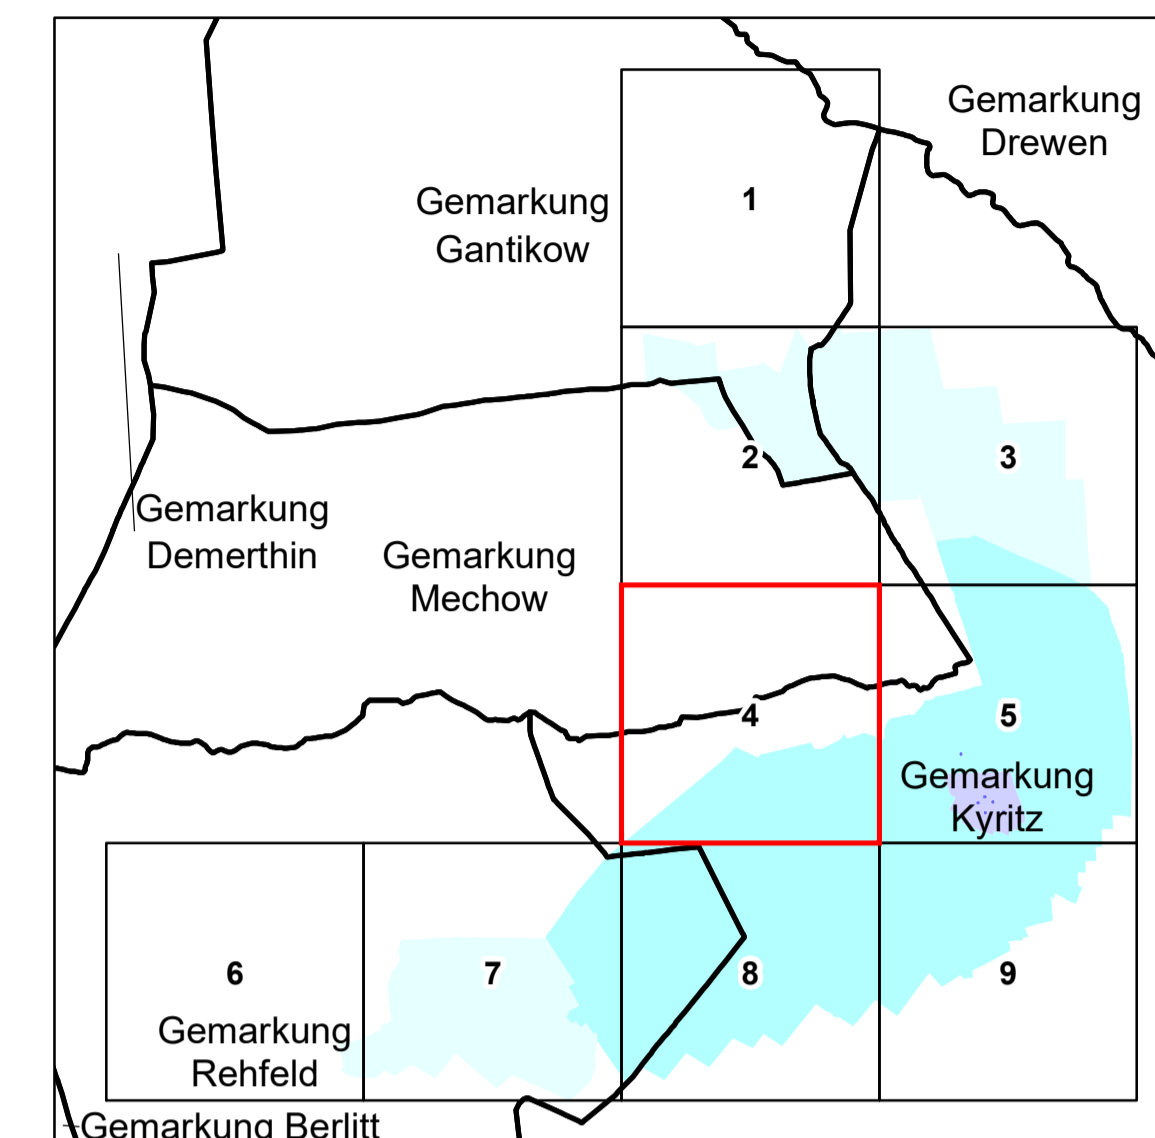 Gemarkung
Drewen
1
Gemarkung
Gantikow
2
3
Gemarkung
Demerthin
Gemarkung
Mechow
4
5
Gemarkung
Kyritz
6
7
8
9
Gemarkung
Rehfeld
Gemarkung Berlitt